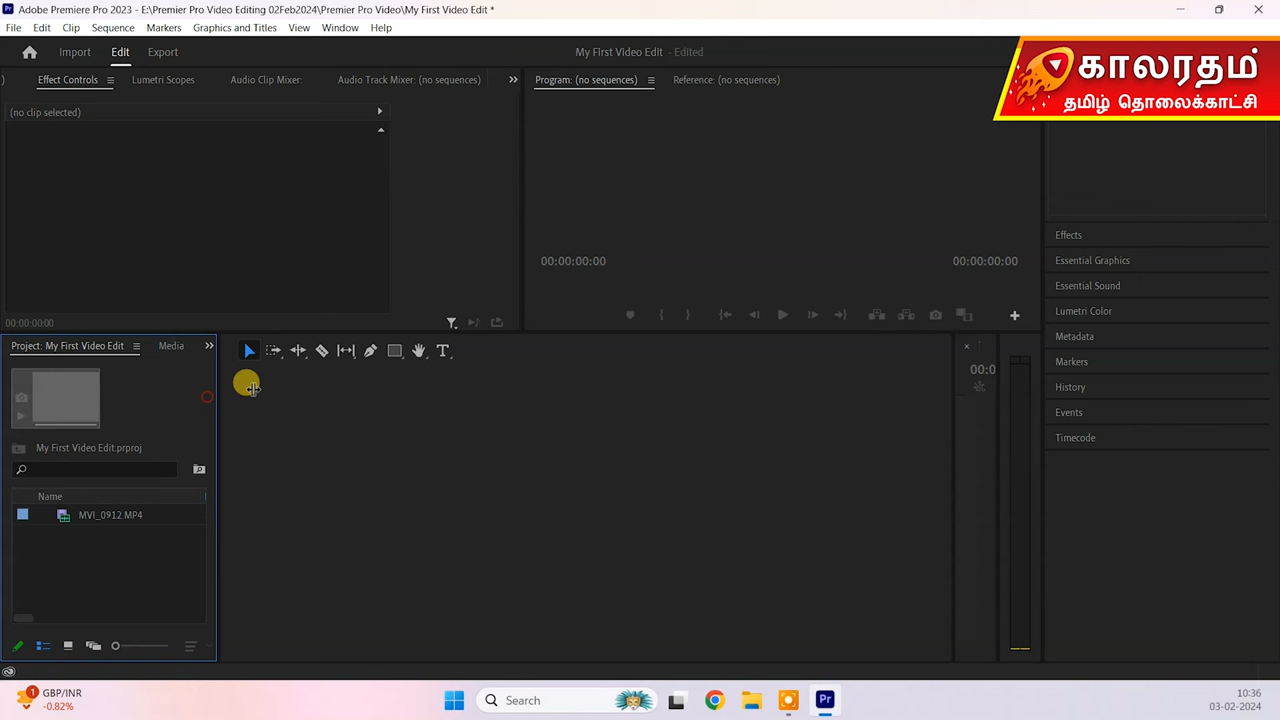 Adobe Premiere Pro 2023 - E:\Premier Pro Video Editing 02Feb2024\Premier Pro Video\My First Video Edit *
File Edit Clip Sequence Markers Graphics and Titles View Window Help
Import Edit Export
My First Video Edit - Edited
காலரதம்
தமிழ் தொலைக்காட்சி
Effect Controls Lumetri Scopes Audio Clip Mixer: Audio Track Mixer: (no sequences)
Program: (no sequences) Reference: (no sequences)
(no clip selected)
Effects
00:00:00:00 00:00:00:00
Essential Graphics
Essential Sound
Lumetri Color
00:00:00:00
Metadata
Project: My First Video Edit Media
Markers
00:0
History
Events
Timecode
My First Video Edit.prproj
Name
MVI_0912.MP4
1
GBP/INR
-0.82%
Search
Pr
10:36
03-02-2024